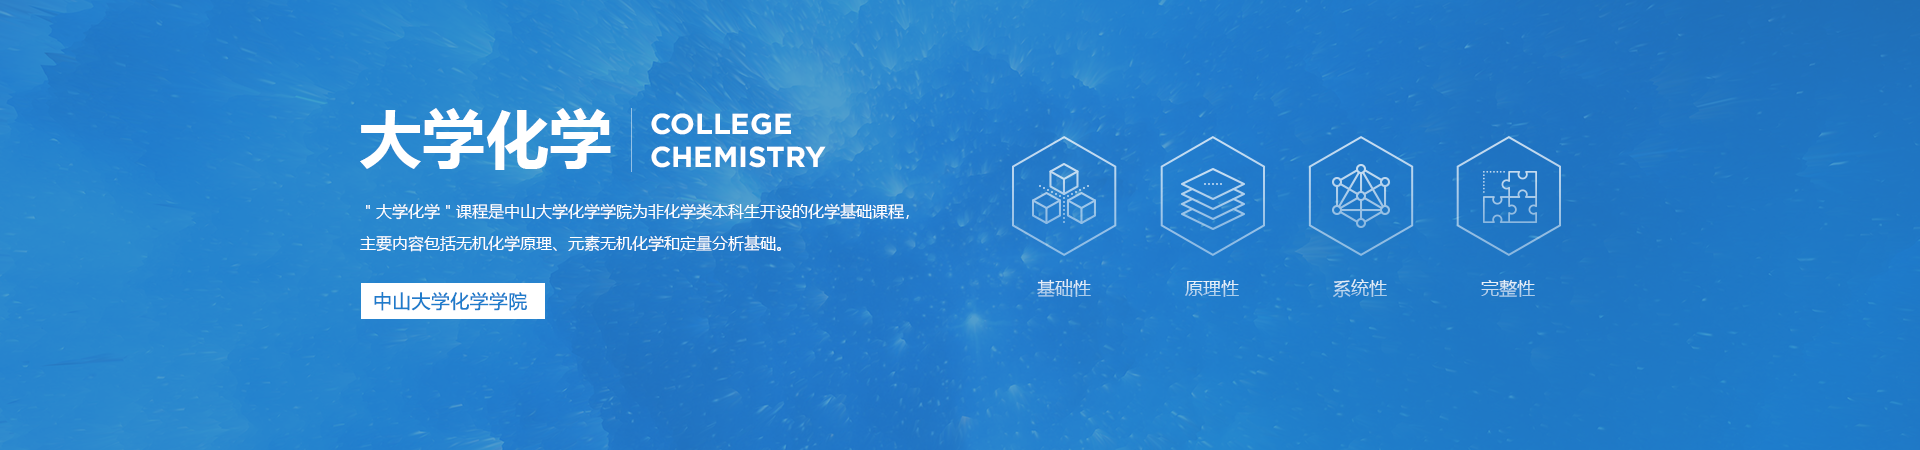 大学化学
COLLEGE
CHEMISTRY
"大学化学"课程是中山大学化学学院为非化学类本科生开设的化学基础课程，
主要内容包括无机化学原理、元素无机化学和定量分析基础。
中山大学化学学院
基础性
原理性
系统性
完整性